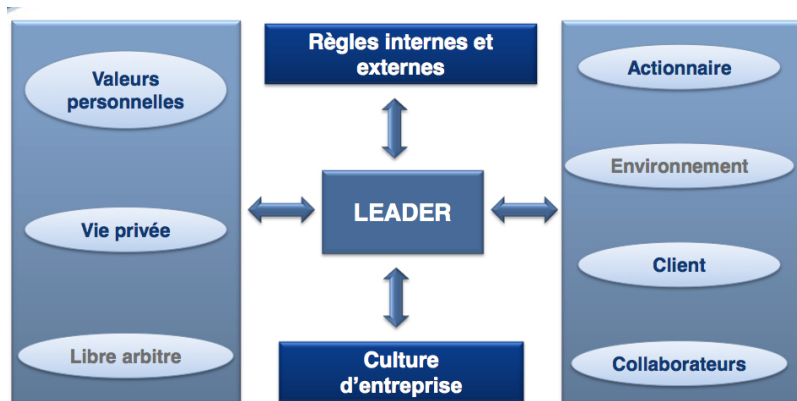 Valeurs
personnelles
Vie privée
Libre arbitre
Règles internes et
externes
LEADER
Culture
d'entreprise
Actionnaire
Environnement
Client
Collaborateurs